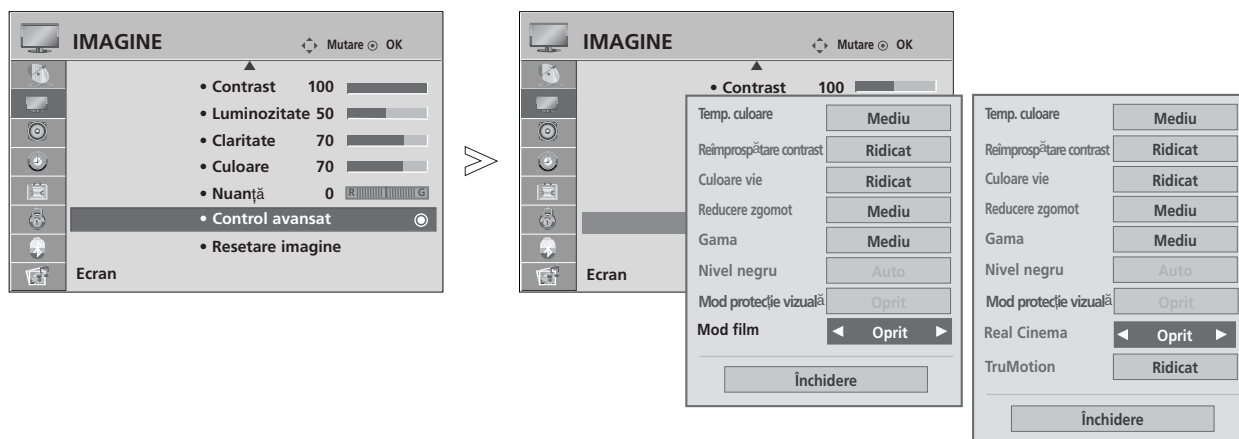 IMAGINE Mutare OK
• Contrast 100
• Luminozitate 50
• Claritate 70
• Culoare 70
• Nuanță 0 R G
• Control avansat
• Resetare imagine
Ecran
IMAGINE Mutare OK
• Contrast 100
Ecran
Temp. culoare Mediu
Reîmprospătare contrast Ridicat
Culoare vie Ridicat
Reducere zgomot Mediu
Gama Mediu
Nivel negru Auto
Mod protecţie vizuală Oprit
Mod film Oprit
Închidere
Temp. culoare Mediu
Reîmprospătare contrast Ridicat
Culoare vie Ridicat
Reducere zgomot Mediu
Gama Mediu
Nivel negru Auto
Mod protecţie vizuală Oprit
Real Cinema Oprit
TruMotion Ridicat
Închidere